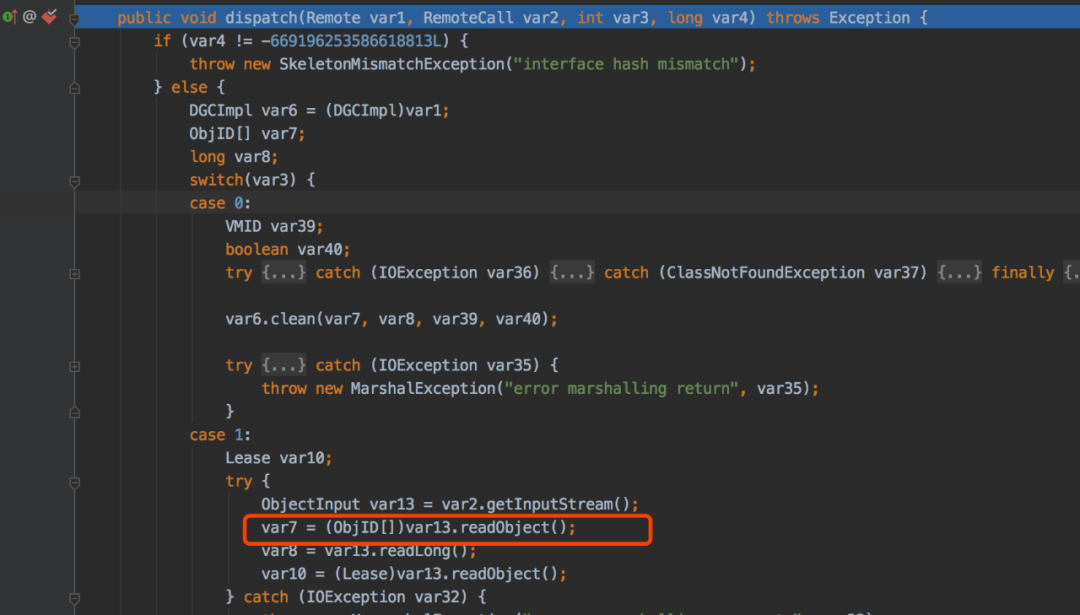 public void dispatch(Remote var1, RemoteCall var2, int var3, long var4) throws Exception {
if (var4 != -669196253586618813L) {
throw new SkeletonMismatchException("interface hash mismatch");
} else {
DGCImpl var6 = (DGCImpl)var1;
ObjID[] var7;
long var8;
switch(var3) {
case 0:
VMID var39;
boolean var40;
try {...} catch (IOException var36) {...} catch (ClassNotFoundException var37) {...} finally {.
var6.clean(var7, var8, var39, var40);
try {...} catch (IOException var35) {
throw new MarshalException("error marshalling return", var35);
}
case 1:
Lease var10;
try {
ObjectInput var13 = var2.getInputStream();
var7 = (ObjID[])var13.readObject();
var8 = var13.readLong();
var10 = (Lease)var13.readObject();
} catch (IOException var32) {